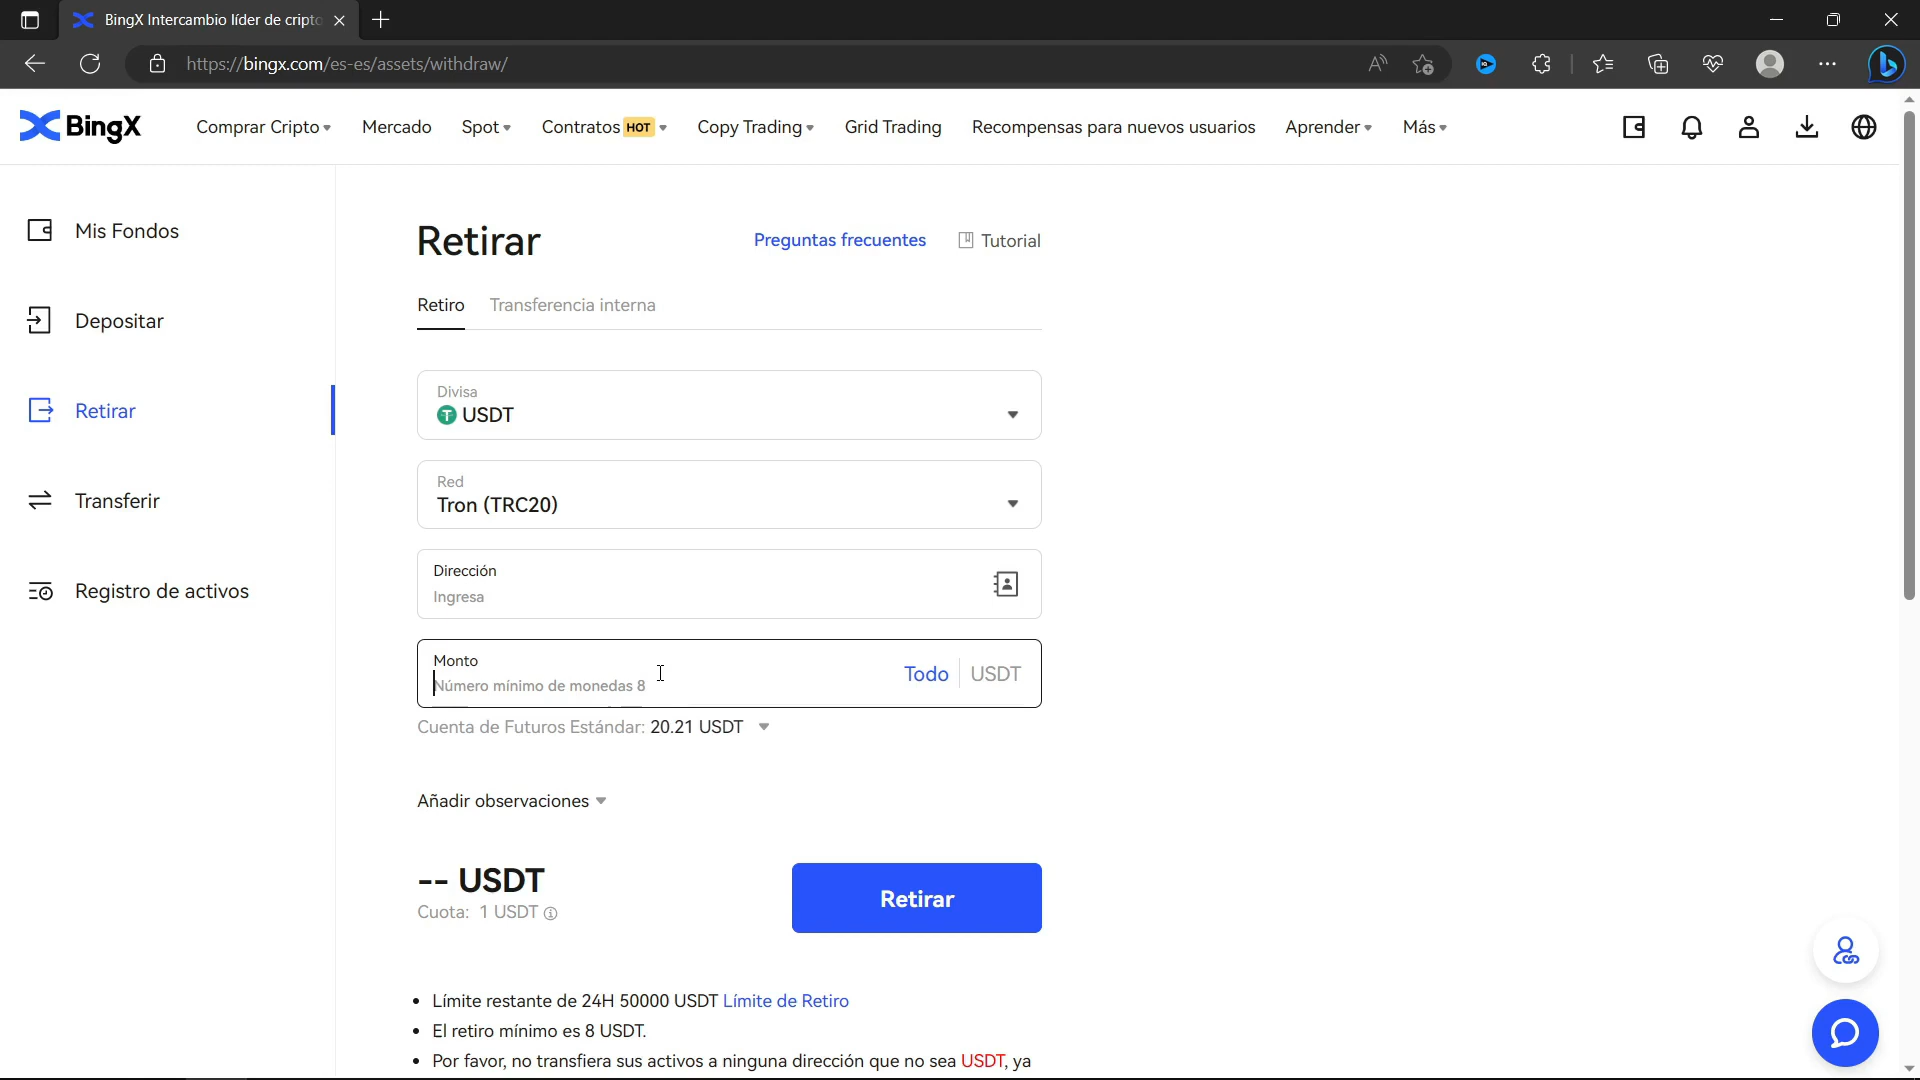 BingX Intercambio líder de cripto
https://bingx.com/es-es/assets/withdraw/
BingX
Comprar Cripto
Mercado
Spot
Contratos HOT
Copy Trading
Grid Trading
Recompensas para nuevos usuarios
Aprender
Más
Mis Fondos
Depositar
Retirar
Transferir
Registro de activos
Retirar
Preguntas frecuentes
Tutorial
Retiro
Transferencia interna
Divisa
USDT
Red
Tron (TRC20)
Dirección
Ingresa
Monto
Número mínimo de monedas 8
Todo
USDT
Cuenta de Futuros Estándar: 20.21 USDT
Añadir observaciones
-- USDT
Cuota: 1 USDT
Retirar
• Límite restante de 24H 50000 USDT Límite de Retiro
• El retiro mínimo es 8 USDT.
• Por favor, no transfiera sus activos a ninguna dirección que no sea USDT, ya